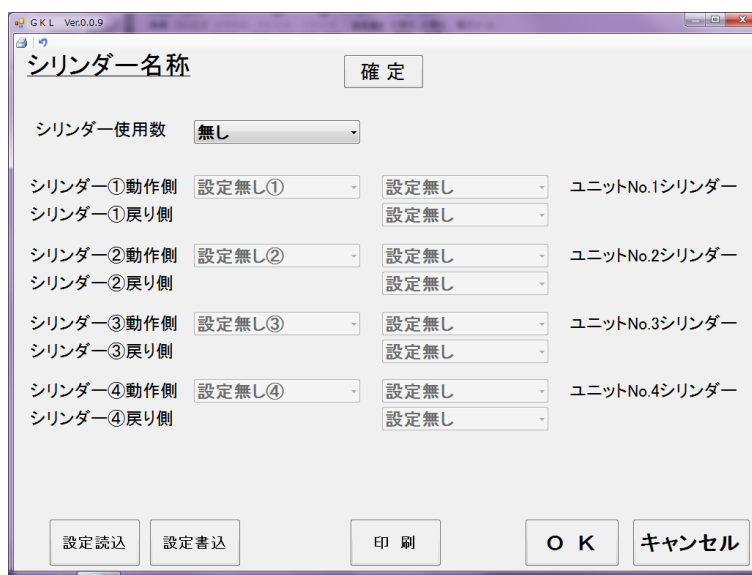 GKL Ver.0.0.9
シリンダー名称
確 定
シリンダー使用数 無し
シリンダー①動作側 設定無し① 設定無し ユニットNo.1シリンダー
シリンダー①戻り側 設定無し
シリンダー②動作側 設定無し② 設定無し ユニットNo.2シリンダー
シリンダー②戻り側 設定無し
シリンダー③動作側 設定無し③ 設定無し ユニットNo.3シリンダー
シリンダー③戻り側 設定無し
シリンダー④動作側 設定無し④ 設定無し ユニットNo.4シリンダー
シリンダー④戻り側 設定無し
設定読込 設定書込 印 刷 O K キャンセル